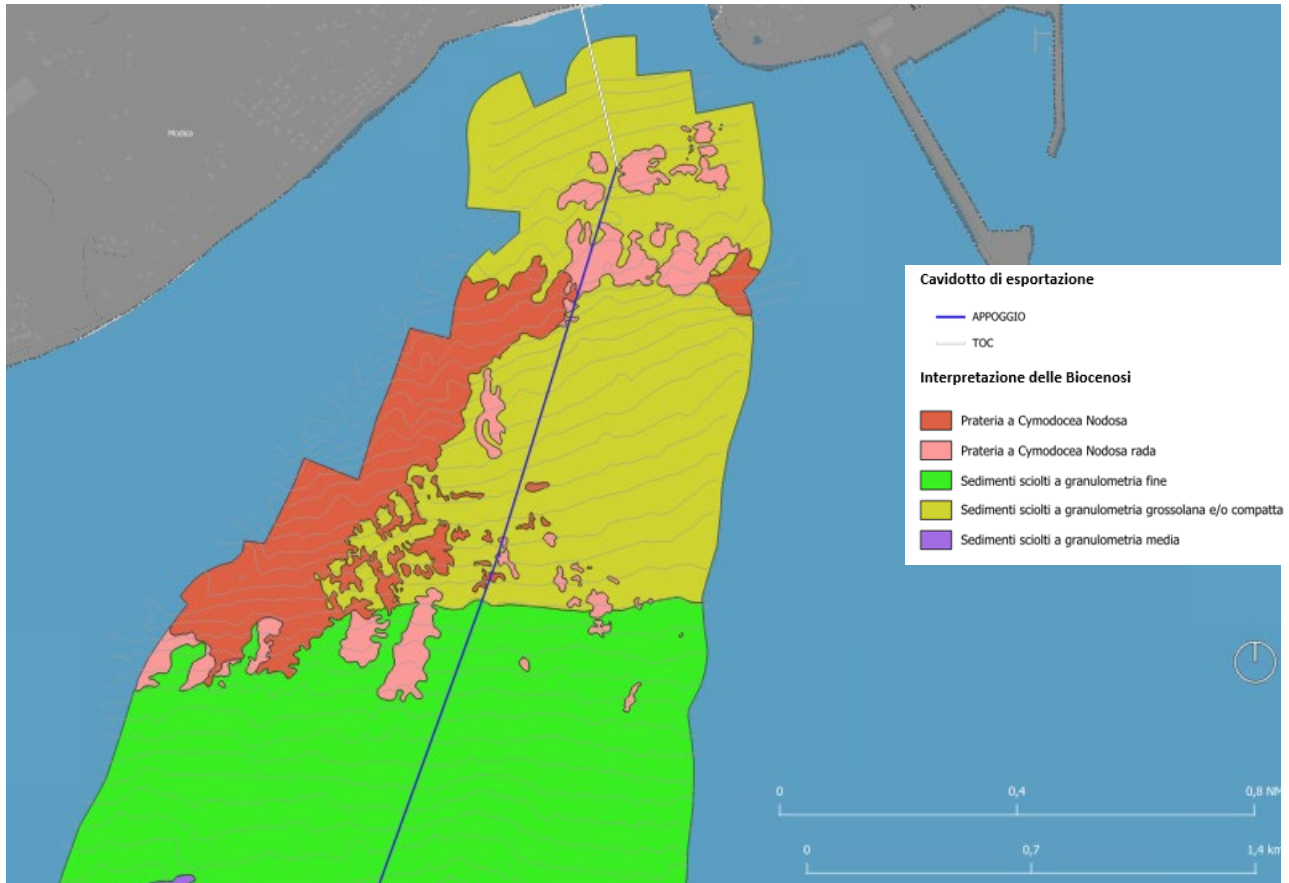 Modica
Cavidotto di esportazione
APPOGGIO
TOC
Interpretazione delle Biocenosi
Prateria a Cymodocea Nodosa
Prateria a Cymodocea Nodosa rada
Sedimenti sciolti a granulometria fine
Sedimenti sciolti a granulometria grossolana e/o compatta
Sedimenti sciolti a granulometria media
0 0,4 0,8 NM
0 0,7 1,4 km